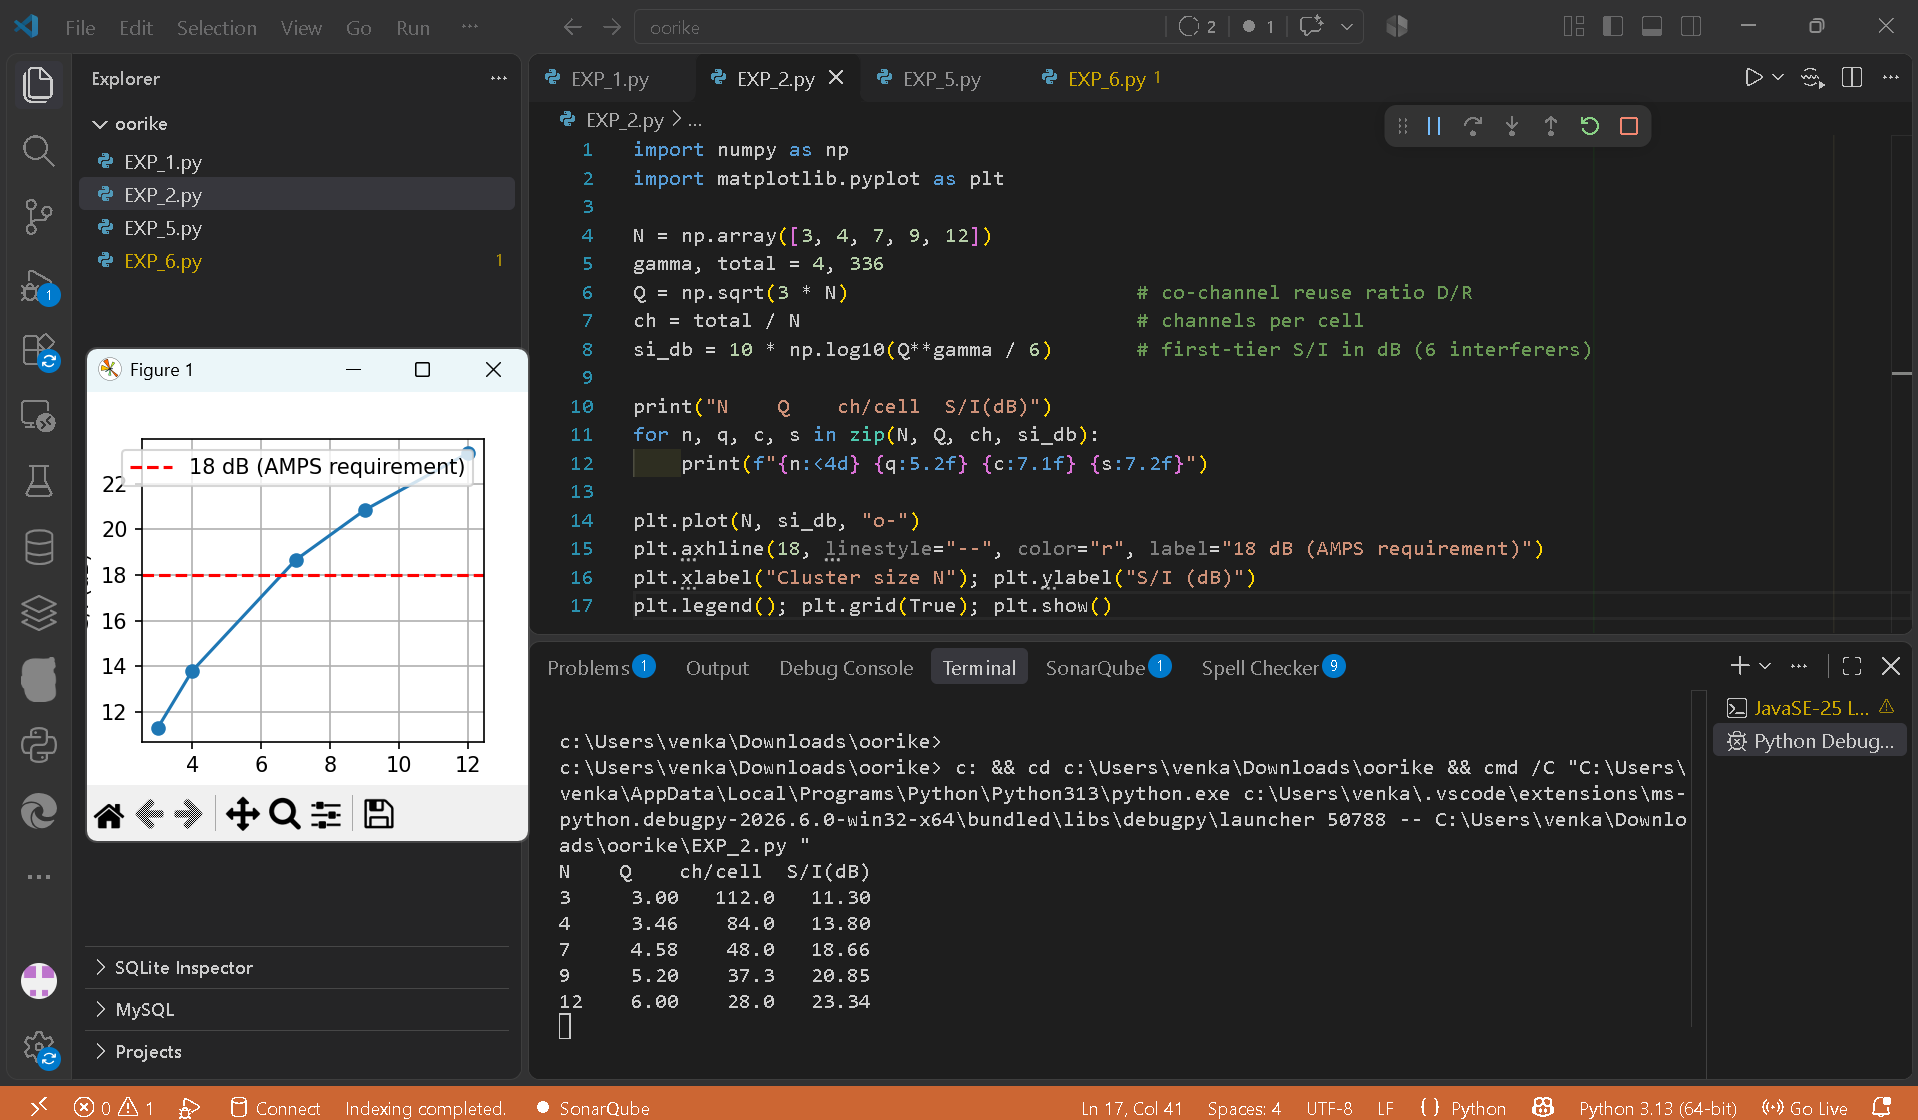 File Edit Selection View Go Run ...
oorike
2
1
Explorer
oorike
EXP_1.py
EXP_2.py
EXP_5.py
EXP_6.py 1
1
EXP_1.py
EXP_2.py
EXP_5.py
EXP_6.py 1
EXP_2.py > ...
1 import numpy as np
2 import matplotlib.pyplot as plt
3
4 N = np.array([3, 4, 7, 9, 12])
5 gamma, total = 4, 336
6 Q = np.sqrt(3 * N) # co-channel reuse ratio D/R
7 ch = total / N # channels per cell
8 si_db = 10 * np.log10(Q**gamma / 6) # first-tier S/I in dB (6 interferers)
9
10 print("N    Q    ch/cell  S/I(dB)")
11 for n, q, c, s in zip(N, Q, ch, si_db):
12     print(f"{n:<4d} {q:5.2f} {c:7.1f} {s:7.2f}")
13
14 plt.plot(N, si_db, "o-")
15 plt.axhline(18, linestyle="--", color="r", label="18 dB (AMPS requirement)")
16 plt.xlabel("Cluster size N"); plt.ylabel("S/I (dB)")
17 plt.legend(); plt.grid(True); plt.show()
Figure 1
18 dB (AMPS requirement)
22
20
18
16
14
12
4 6 8 10 12
Problems 1 Output Debug Console Terminal SonarQube 1 Spell Checker 9
c:\Users\venka\Downloads\oorike>
c:\Users\venka\Downloads\oorike> c: && cd c:\Users\venka\Downloads\oorike && cmd /C "C:\Users\
venka\AppData\Local\Programs\Python\Python313\python.exe c:\Users\venka\.vscode\extensions\ms-
python.debugpy-2026.6.0-win32-x64\bundled\libs\debugpy\launcher 50788 -- C:\Users\venka\Downlo
ads\oorike\EXP_2.py "
N    Q    ch/cell  S/I(dB)
3     3.00   112.0   11.30
4     3.46    84.0   13.80
7     4.58    48.0   18.66
9     5.20    37.3   20.85
12    6.00    28.0   23.34
JavaSE-25 L...
Python Debug...
SQLite Inspector
MySQL
Projects
0 1 Connect Indexing completed. SonarQube Ln 17, Col 41 Spaces: 4 UTF-8 LF { } Python Python 3.13 (64-bit) Go Live